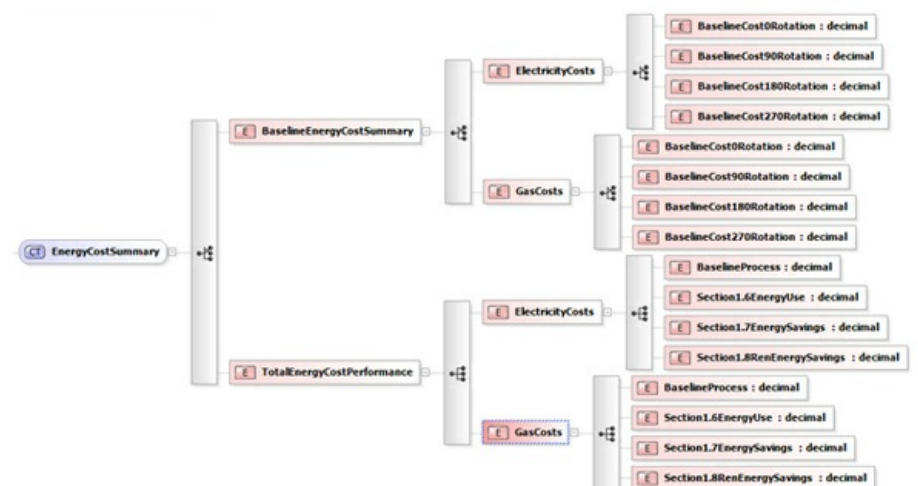 E BaselineCost0Rotation : decimal
E BaselineCost90Rotation : decimal
E ElectricityCosts
E BaselineCost180Rotation : decimal
E BaselineCost270Rotation : decimal
E BaselineEnergyCostSummary
E BaselineCost0Rotation : decimal
E BaselineCost90Rotation : decimal
E GasCosts
E BaselineCost180Rotation : decimal
E BaselineCost270Rotation : decimal
CT EnergyCostSummary
E BaselineProcess : decimal
E Section1.6EnergyUse : decimal
E ElectricityCosts
E Section1.7EnergySavings : decimal
E Section1.8RenEnergySavings : decimal
E TotalEnergyCostPerformance
E BaselineProcess : decimal
E Section1.6EnergyUse : decimal
E GasCosts
E Section1.7EnergySavings : decimal
E Section1.8RenEnergySavings : decimal